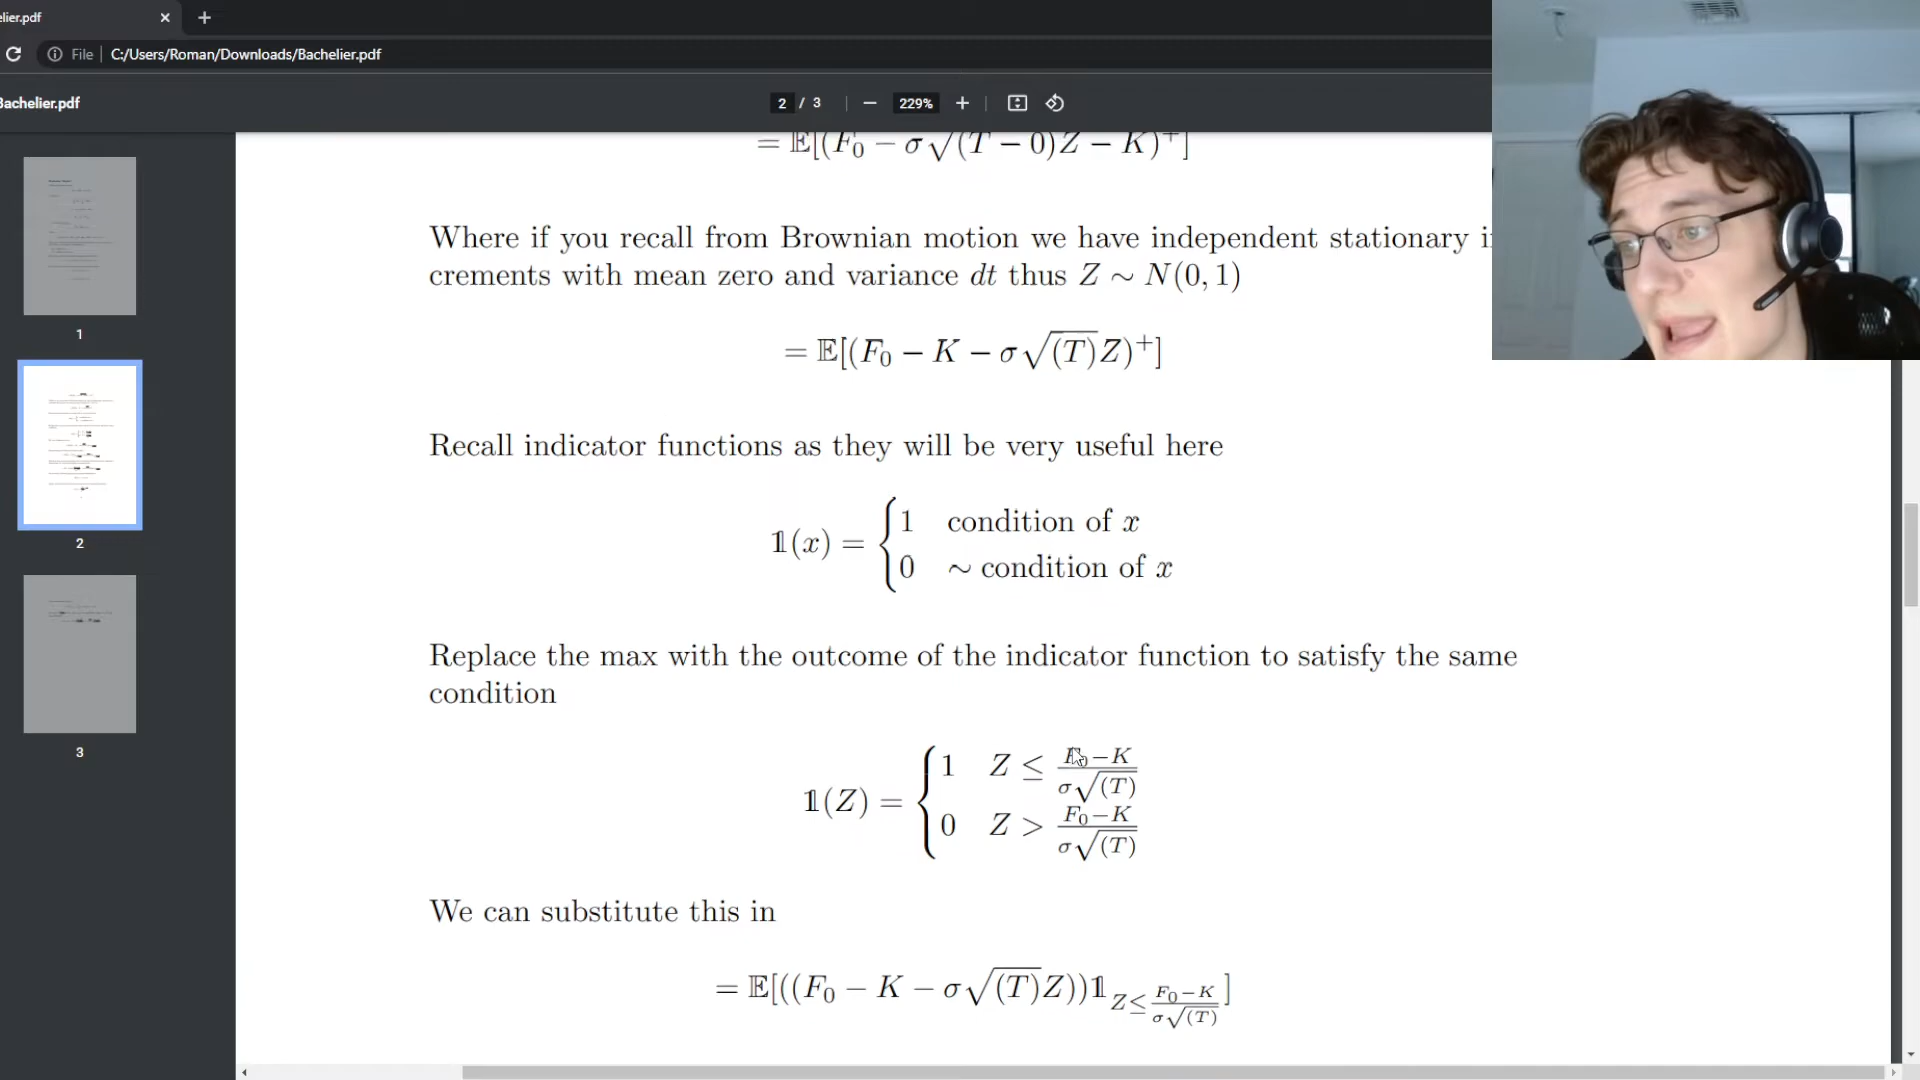 elier.pdf
File C:/Users/Roman/Downloads/Bachelier.pdf
Bachelier.pdf 2 / 3 229%
= 𝔼[(F₀ − σ√(T − 0)Z − K)⁺]
Where if you recall from Brownian motion we have independent stationary i
crements with mean zero and variance dt thus Z ∼ N(0, 1)
= 𝔼[(F₀ − K − σ√(T)Z)⁺]
Recall indicator functions as they will be very useful here
𝟙(x) = { 1 condition of x
0 ∼ condition of x
Replace the max with the outcome of the indicator function to satisfy the same
condition
𝟙(Z) = { 1 Z ≤ F₀−K / σ√(T)
0 Z > F₀−K / σ√(T)
We can substitute this in
= 𝔼[((F₀ − K − σ√(T)Z))𝟙 Z≤ F₀−K / σ√(T) ]
1
2
3